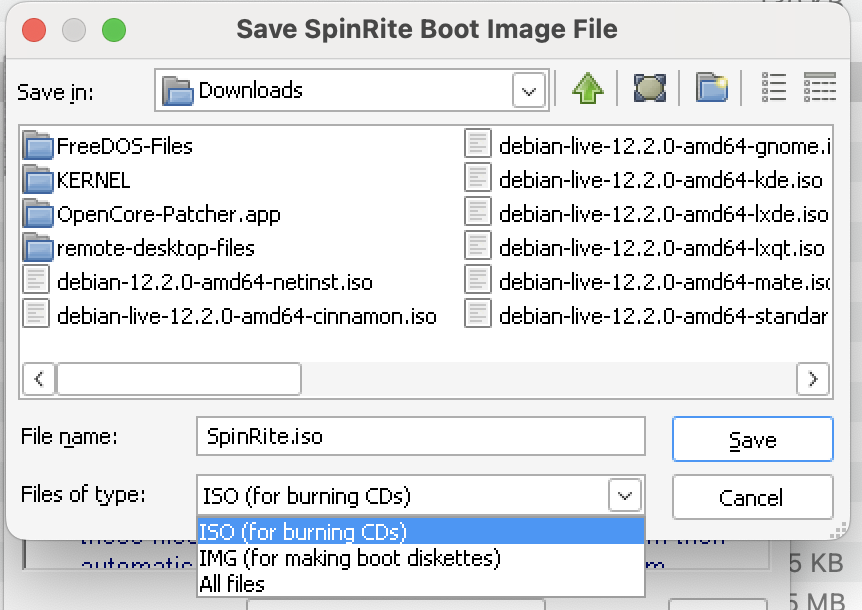 Save SpinRite Boot Image File
Save in:
Downloads
FreeDOS-Files
KERNEL
OpenCore-Patcher.app
remote-desktop-files
debian-12.2.0-amd64-netinst.iso
debian-live-12.2.0-amd64-cinnamon.iso
debian-live-12.2.0-amd64-gnome.i
debian-live-12.2.0-amd64-kde.iso
debian-live-12.2.0-amd64-lxde.iso
debian-live-12.2.0-amd64-lxqt.iso
debian-live-12.2.0-amd64-mate.isc
debian-live-12.2.0-amd64-standar
File name:
SpinRite.iso
Save
Files of type:
ISO (for burning CDs)
Cancel
ISO (for burning CDs)
IMG (for making boot diskettes)
All files
automatic
5 KB
5 MB